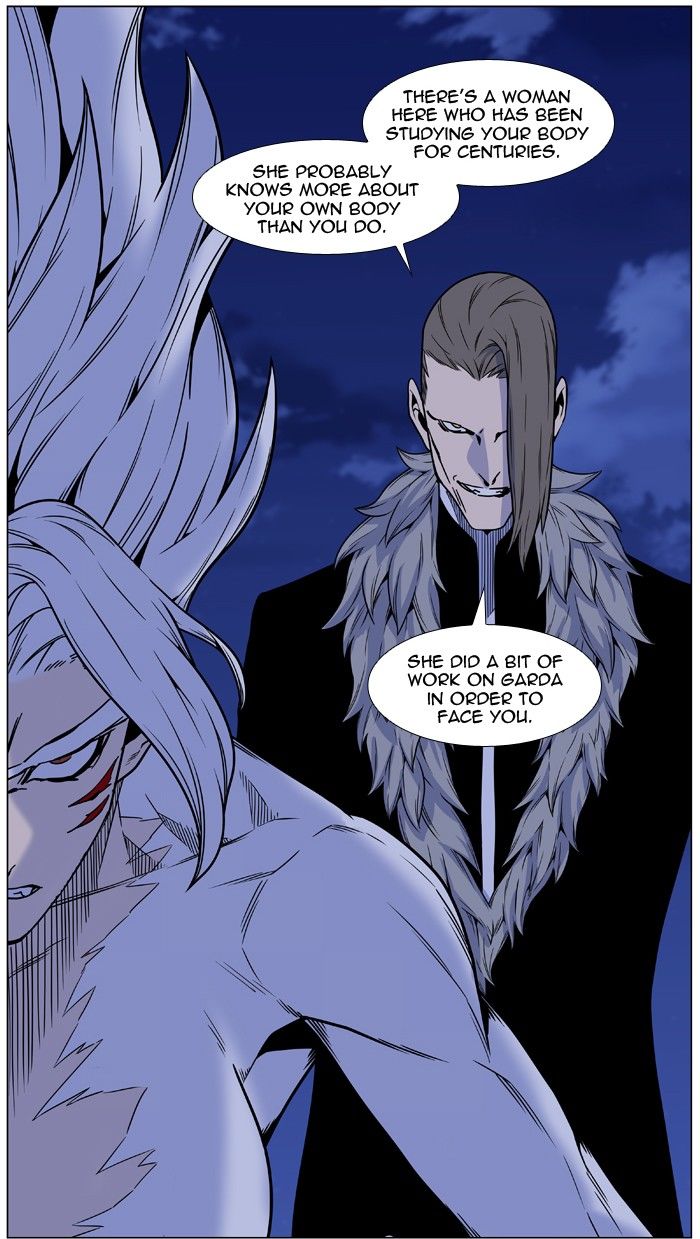 THERE'S A WOMAN
HERE WHO HAS BEEN
STUDYING YOUR BODY
FOR CENTURIES.
SHE PROBABLY
KNOWS MORE ABOUT
YOUR OWN BODY
THAN YOU DO.
SHE DID A BIT OF
WORK ON GARDA
IN ORDER TO
FACE YOU.